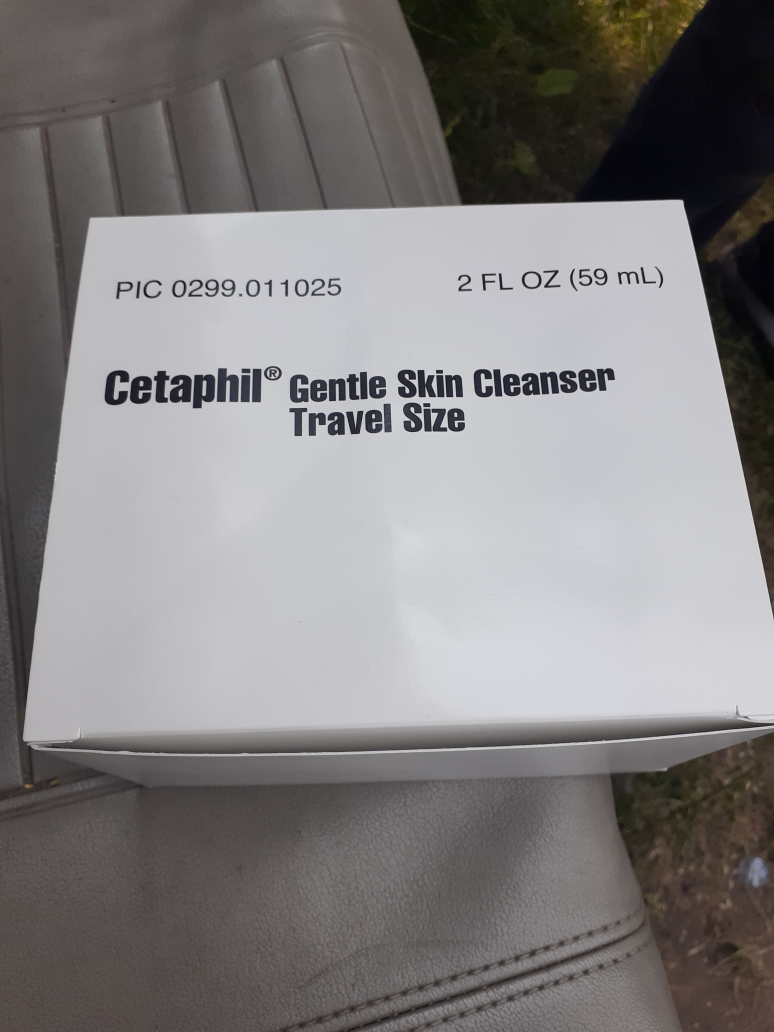 PIC 0299.011025 2 FL OZ (59 mL)
Cetaphil® Gentle Skin Cleanser
Travel Size